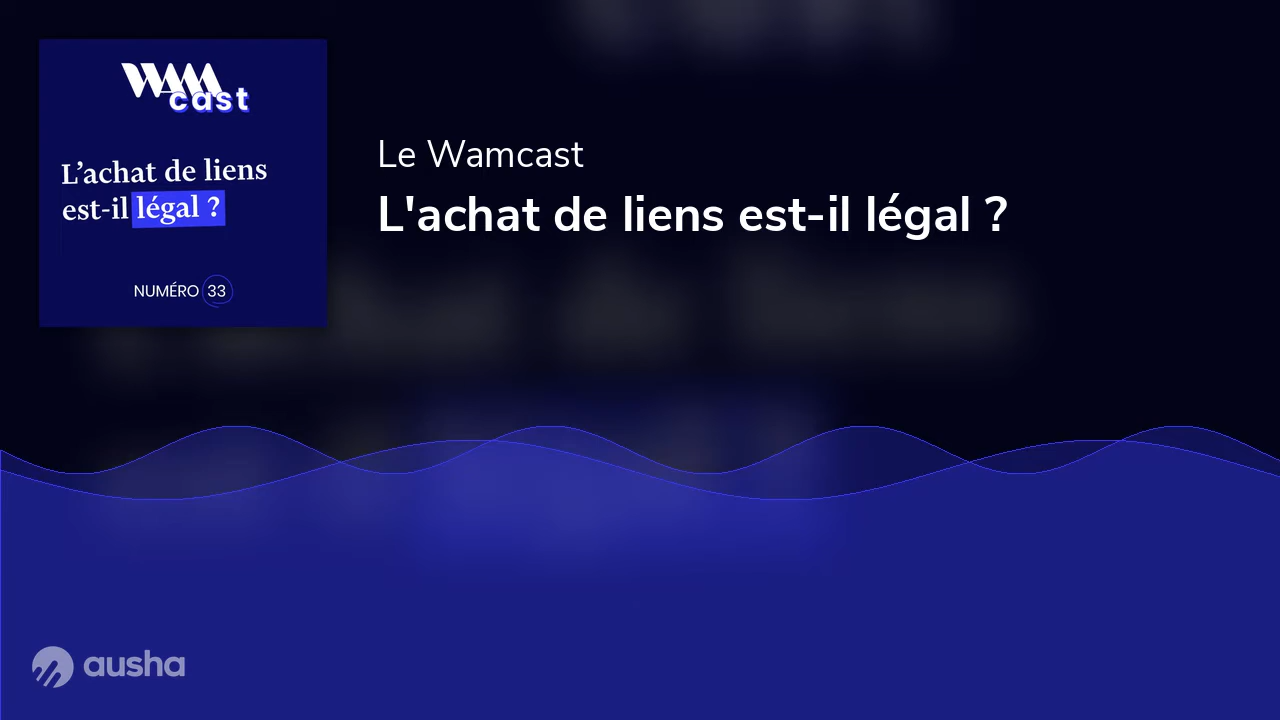 WAM
cast
L’achat de liens
est-il légal ?
NUMÉRO 33
Le Wamcast
L'achat de liens est-il légal ?
ausha